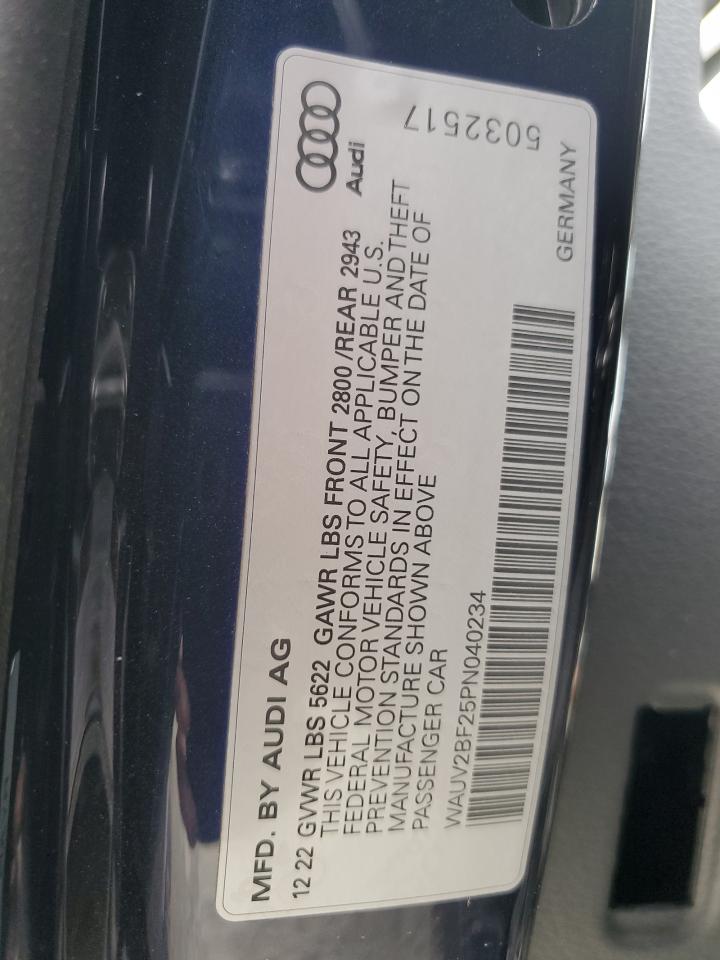 MFD. BY AUDI AG
Audi
12 22 GVWR LBS 5622 GAWR LBS FRONT 2800 /REAR 2943
THIS VEHICLE CONFORMS TO ALL APPLICABLE U.S.
FEDERAL MOTOR VEHICLE SAFETY, BUMPER AND THEFT
PREVENTION STANDARDS IN EFFECT ON THE DATE OF
MANUFACTURE SHOWN ABOVE
PASSENGER CAR
WAUV2BF25PN040234
5032517
GERMANY